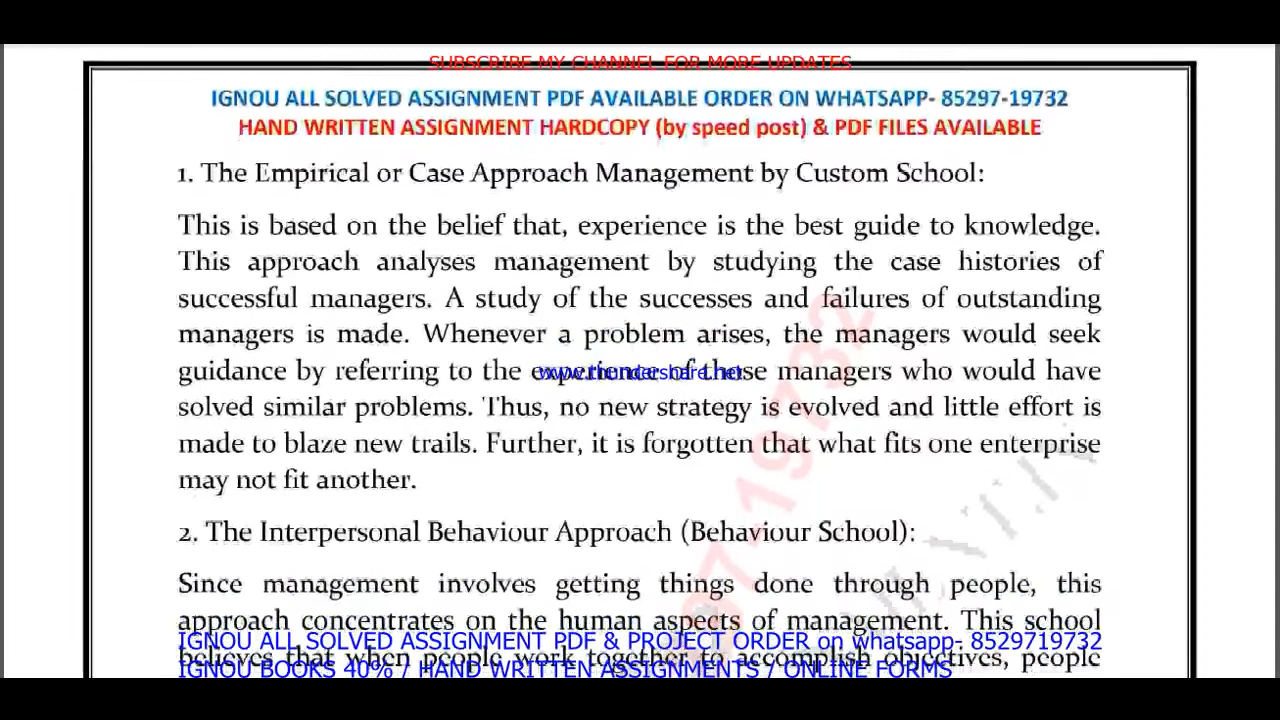 SUBSCRIBE MY CHANNEL FOR MORE UPDATES
IGNOU ALL SOLVED ASSIGNMENT PDF AVAILABLE ORDER ON WHATSAPP- 85297-19732
HAND WRITTEN ASSIGNMENT HARDCOPY (by speed post) & PDF FILES AVAILABLE
1. The Empirical or Case Approach Management by Custom School:
This is based on the belief that, experience is the best guide to knowledge.
This approach analyses management by studying the case histories of
successful managers. A study of the successes and failures of outstanding
managers is made. Whenever a problem arises, the managers would seek
guidance by referring to the experience of those managers who would have
www.thundershare.net
solved similar problems. Thus, no new strategy is evolved and little effort is
made to blaze new trails. Further, it is forgotten that what fits one enterprise
may not fit another.
2. The Interpersonal Behaviour Approach (Behaviour School):
Since management involves getting things done through people, this
approach concentrates on the human aspects of management. This school
IGNOU ALL SOLVED ASSIGNMENT PDF & PROJECT ORDER on whatsapp- 8529719732
believes that when people work together to accomplish objectives, people
IGNOU BOOKS 40% / HAND WRITTEN ASSIGNMENTS / ONLINE FORMS
97-19732